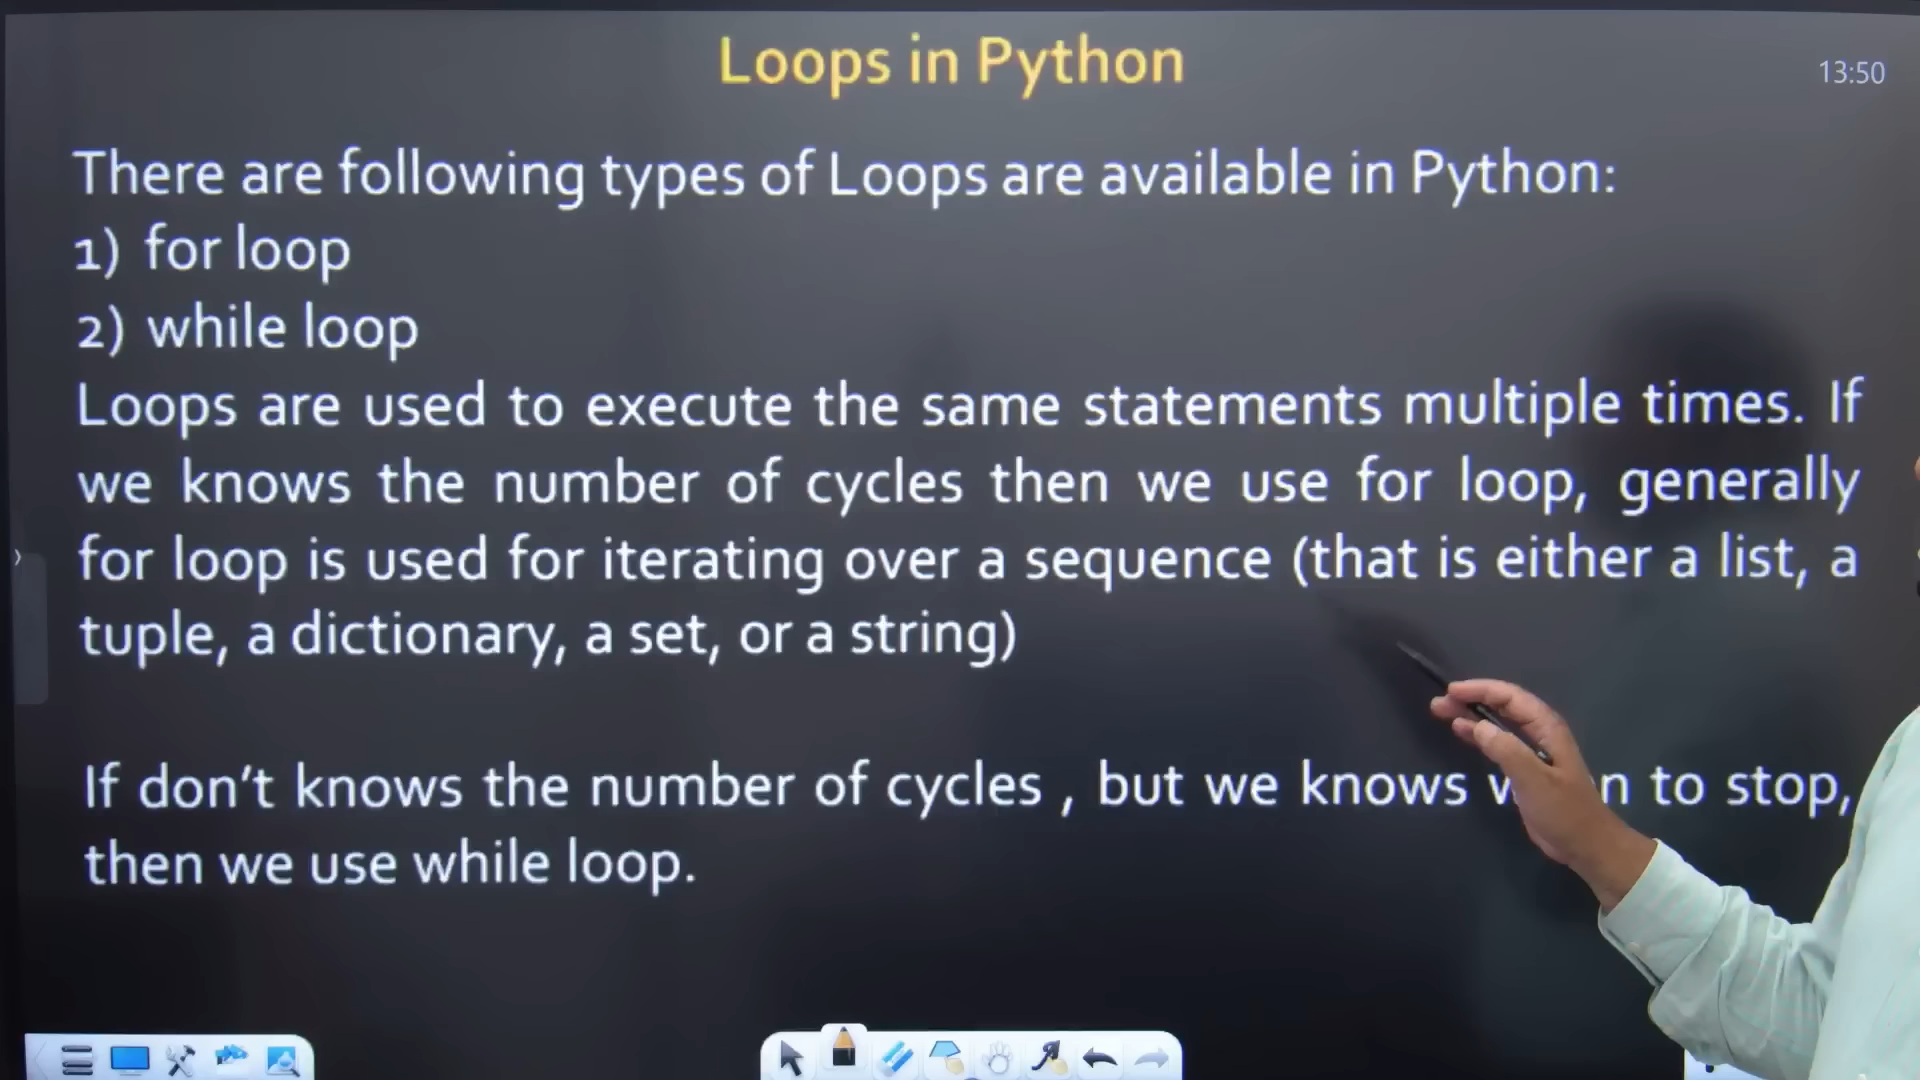 Loops in Python
13:50
There are following types of Loops are available in Python:
1) for loop
2) while loop
Loops are used to execute the same statements multiple times. If
we knows the number of cycles then we use for loop, generally
for loop is used for iterating over a sequence (that is either a list, a
tuple, a dictionary, a set, or a string)
If don't knows the number of cycles , but we knows to stop,
then we use while loop.